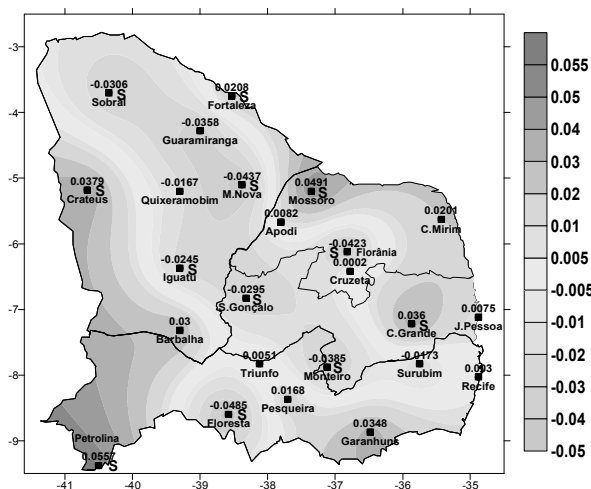 -3
-4
-5
-6
-7
-8
-9
-0.0306
S
Sobral
0.0208
S
Fortaleza
-0.0358
Guaramiranga
0.0379
S
Crateus
-0.0167
Quixeramobim
-0.0437
S
M.Nova
0.0491
S
Mossoro
0.0082
Apodi
0.0201
C.Mirim
-0.0423
S
Florânia
0.0002
Cruzeta
-0.0245
S
Iguatu
-0.0295
S
S.Gonçalo
0.03
Barbalha
0.036
S
C.Grande
0.0075
J.Pessoa
0.0051
Triunfo
-0.0385
S
Monteiro
-0.0173
Surubim
0.003
Recife
0.0168
Pesqueira
-0.0485
S
Floresta
0.0348
Garanhuns
Petrolina
0.0557
S
-41 -40 -39 -38 -37 -36 -35
0.055
0.05
0.04
0.03
0.02
0.01
0.005
-0.005
-0.01
-0.02
-0.03
-0.04
-0.05